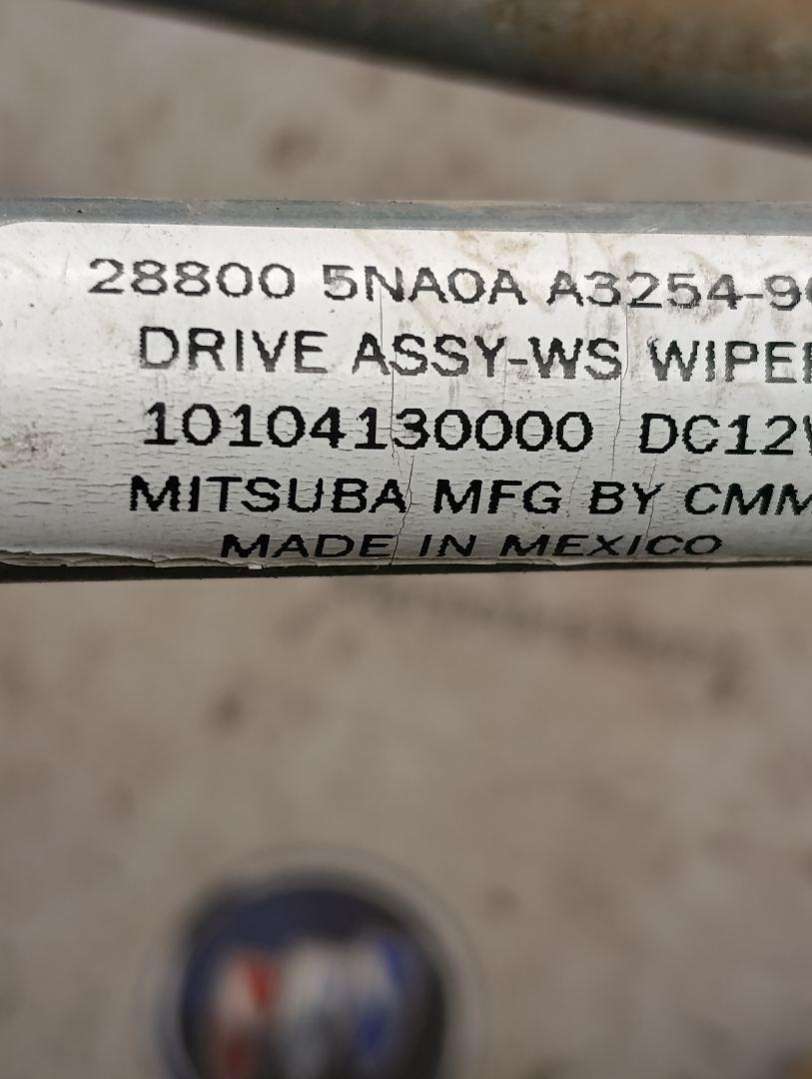 28800 5NA0A A3254-9
DRIVE ASSY-WS WIPER
10104130000 DC12V
MITSUBA MFG BY CMM
MADE IN MEXICO